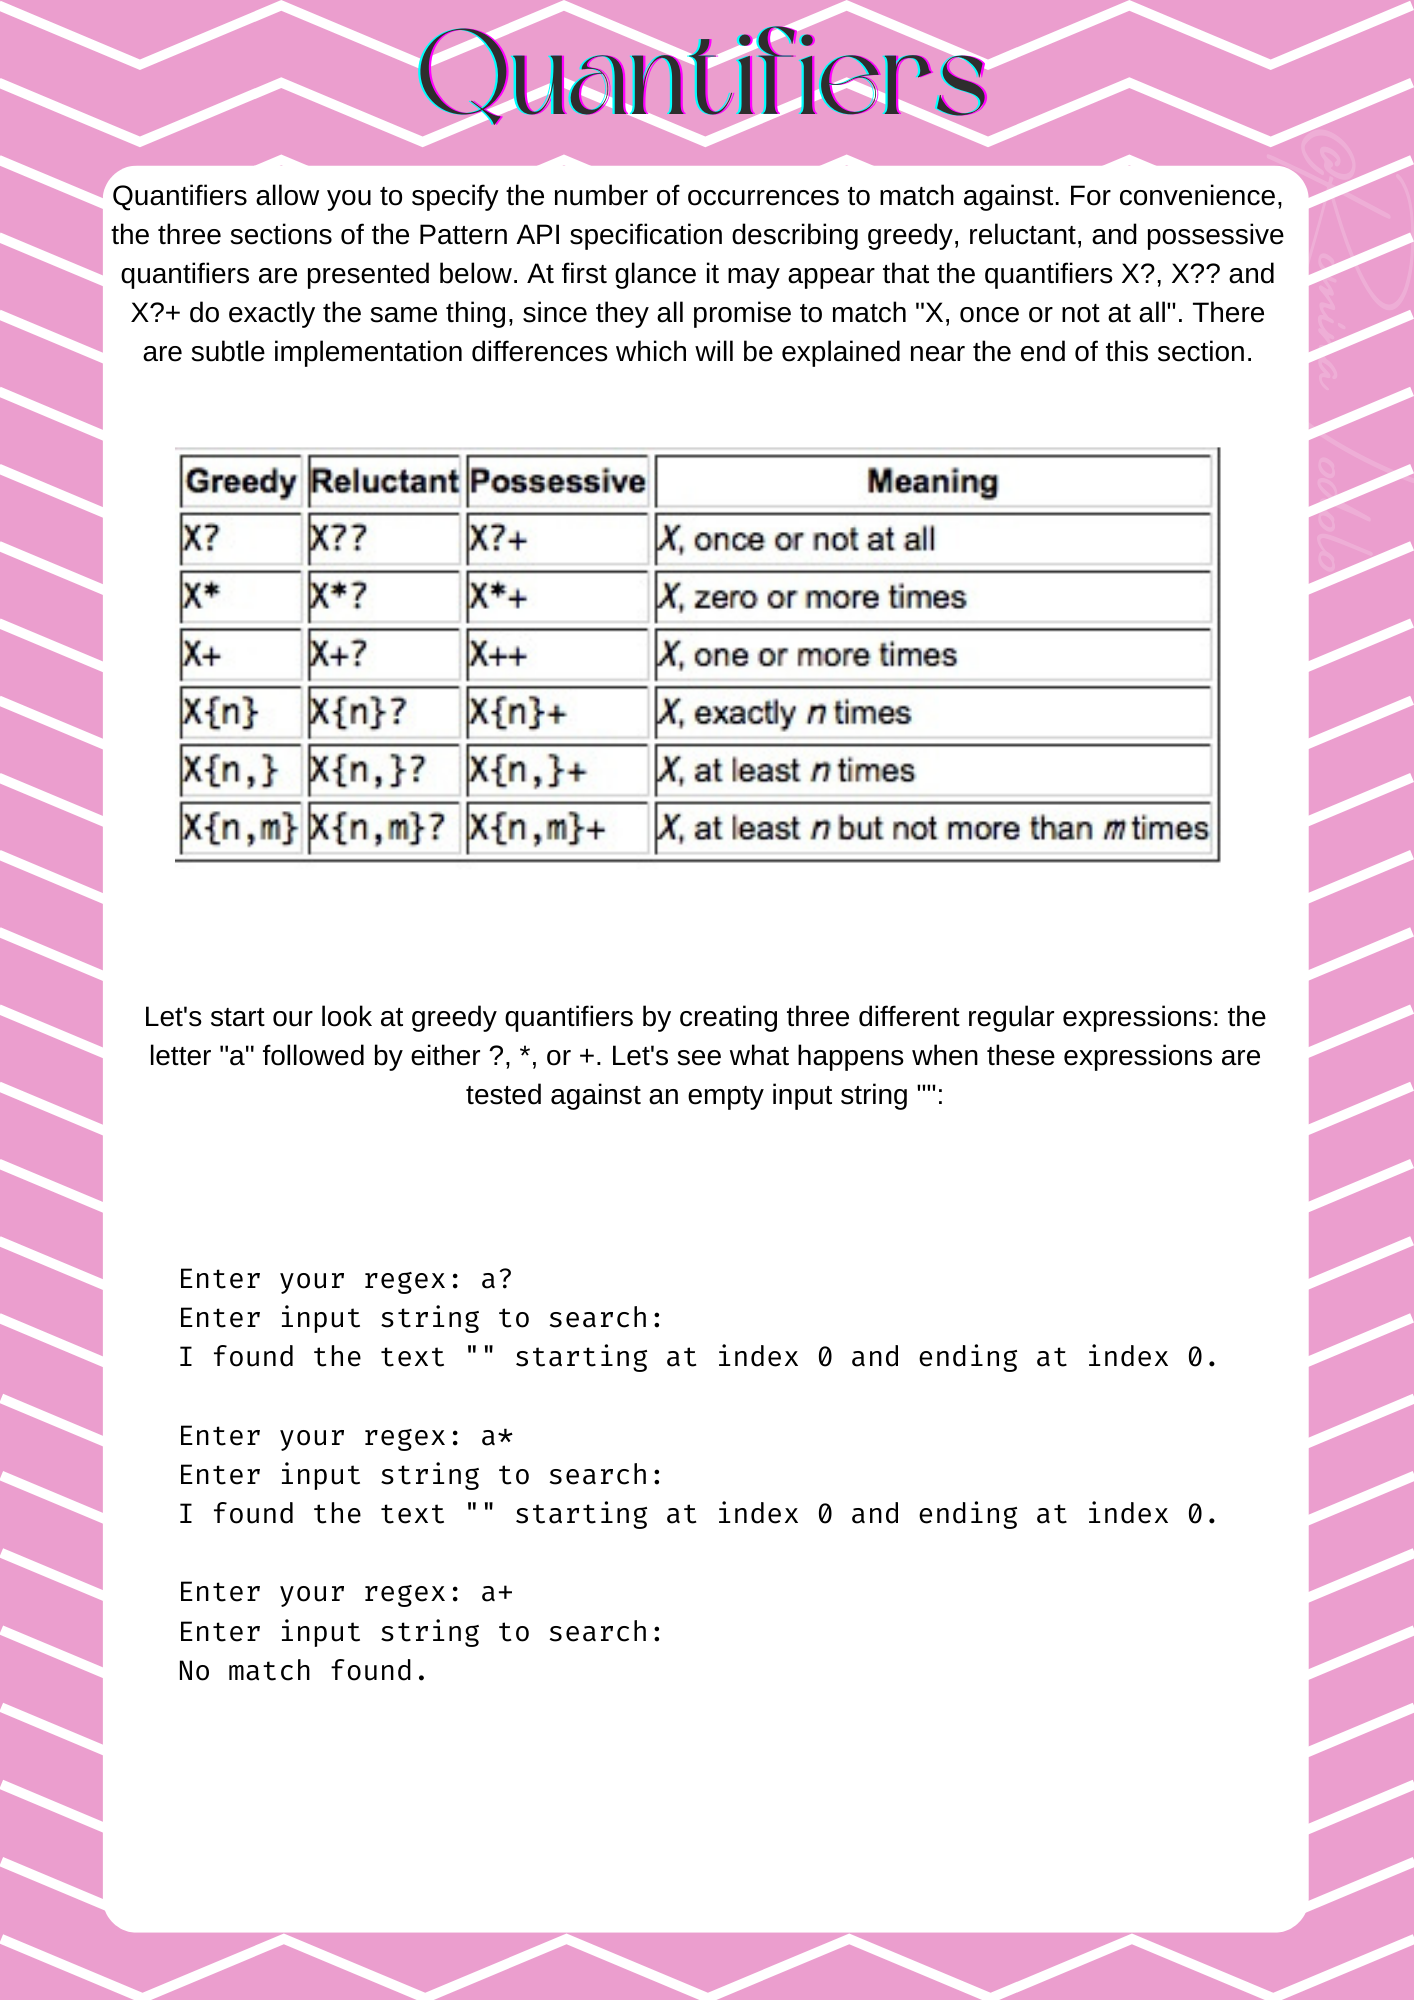 Quantifiers
Quantifiers allow you to specify the number of occurrences to match against. For convenience,
the three sections of the Pattern API specification describing greedy, reluctant, and possessive
quantifiers are presented below. At first glance it may appear that the quantifiers X?, X?? and
X?+ do exactly the same thing, since they all promise to match "X, once or not at all". There
are subtle implementation differences which will be explained near the end of this section.
Greedy Reluctant Possessive Meaning
X? X?? X?+ X, once or not at all
X* X*? X*+ X, zero or more times
X+ X+? X++ X, one or more times
X{n} X{n}? X{n}+ X, exactly n times
X{n,} X{n,}? X{n,}+ X, at least n times
X{n,m} X{n,m}? X{n,m}+ X, at least n but not more than m times
Let's start our look at greedy quantifiers by creating three different regular expressions: the
letter "a" followed by either ?, *, or +. Let's see what happens when these expressions are
tested against an empty input string "":
Enter your regex: a?
Enter input string to search:
I found the text "" starting at index 0 and ending at index 0.
Enter your regex: a*
Enter input string to search:
I found the text "" starting at index 0 and ending at index 0.
Enter your regex: a+
Enter input string to search:
No match found.